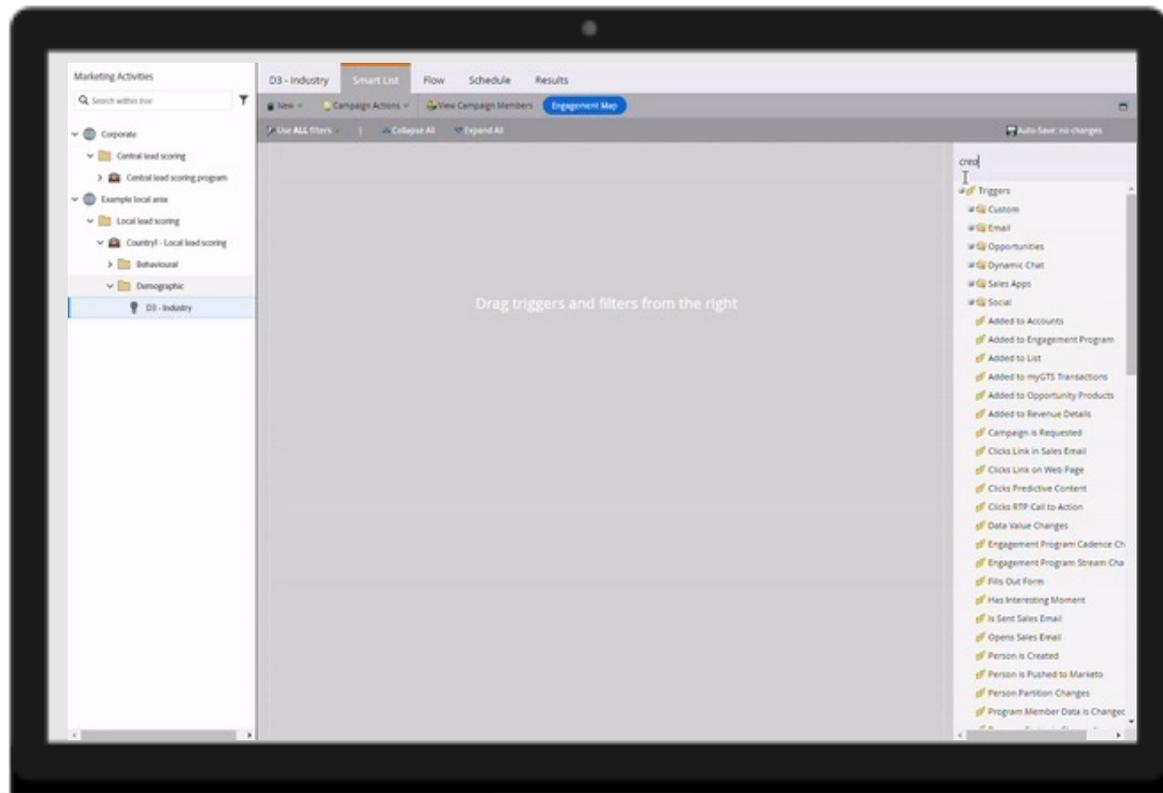 Marketing Activities
Search within tree
Corporate
Central lead scoring
Central lead scoring program
Example local area
Local lead scoring
Country1 - Local lead scoring
Behavioural
Demographic
D3 - Industry
D3 - Industry Smart List Flow Schedule Results
New Campaign Actions View Campaign Members Engagement Map
Use ALL filters | Collapse All Expand All Auto-Save: no changes
Drag triggers and filters from the right
Triggers
Custom
Email
Opportunities
Dynamic Chat
Sales Apps
Social
Added to Accounts
Added to Engagement Program
Added to List
Added to myGTS Transactions
Added to Opportunity Products
Added to Revenue Details
Campaign is Requested
Clicks Link in Sales Email
Clicks Link on Web Page
Clicks Predictive Content
Clicks RTP Call to Action
Data Value Changes
Engagement Program Cadence Ch
Engagement Program Stream Cha
Fills Out Form
Has Interesting Moment
Is Sent Sales Email
Opens Sales Email
Person is Created
Person is Pushed to Marketo
Person Partition Changes
Program Member Data is Changed